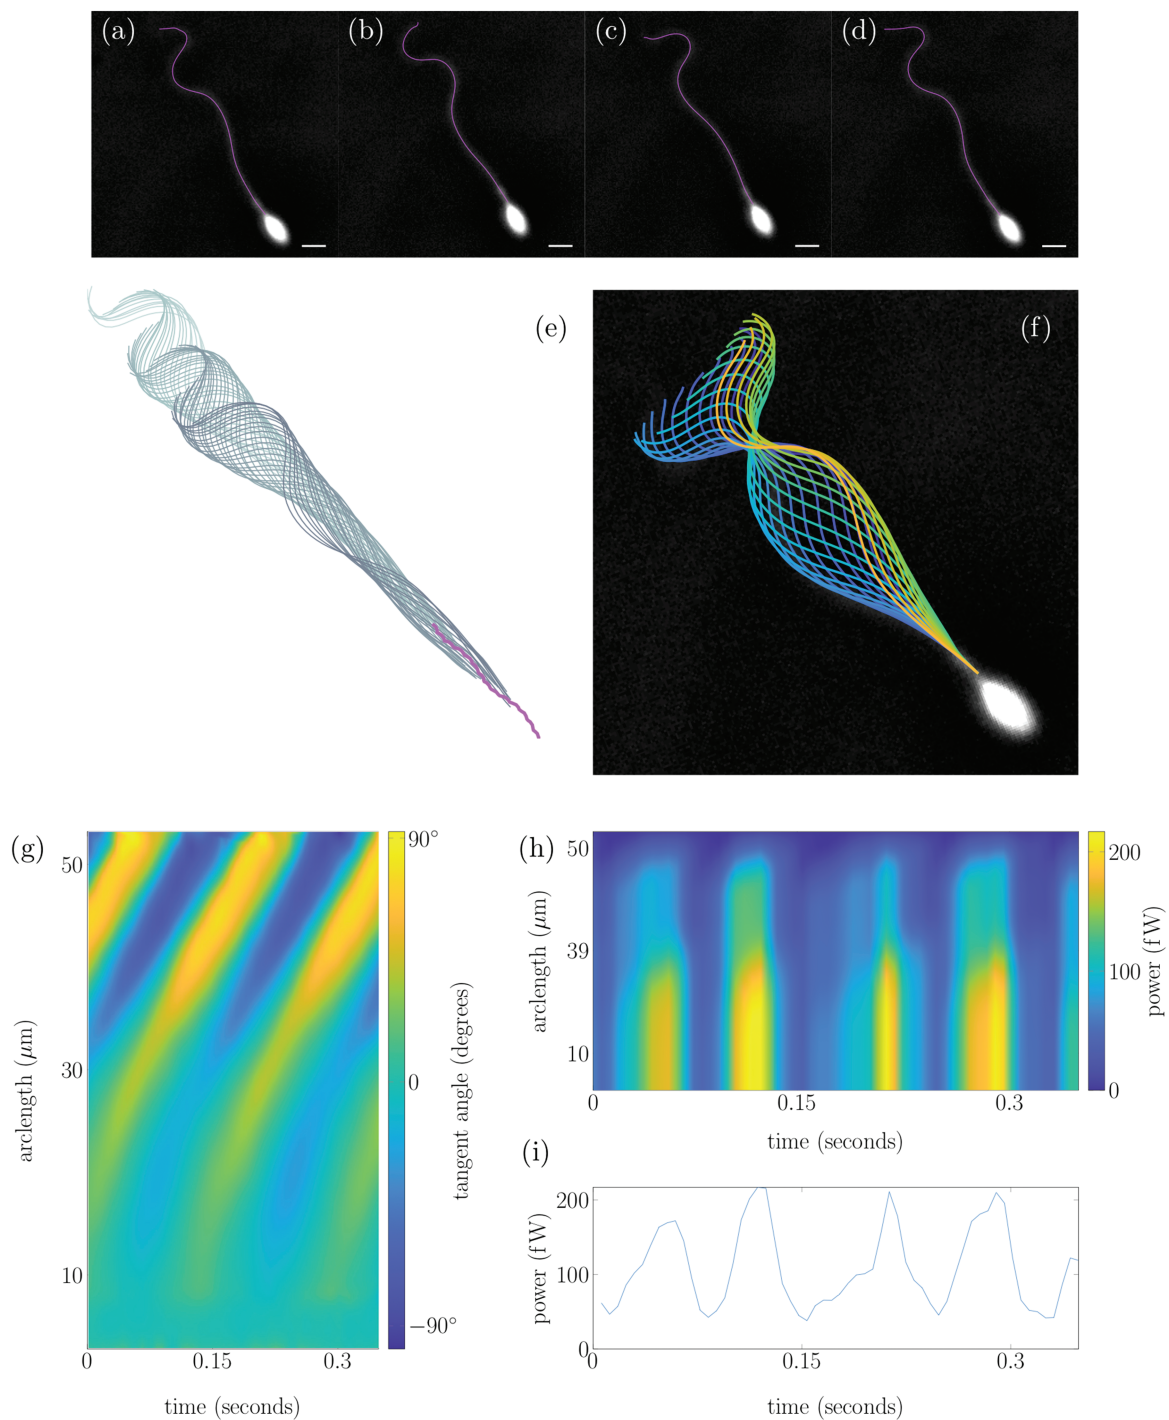 (a) (b) (c) (d)
(e) (f)
(g)
50
30
10
arclength (μm)
0 0.15 0.3
time (seconds)
90°
0
−90°
tangent angle (degrees)
(h)
50
39
10
arclength (μm)
0 0.15 0.3
time (seconds)
200
100
0
power (fW)
(i)
200
100
0
power (fW)
0 0.15 0.3
time (seconds)